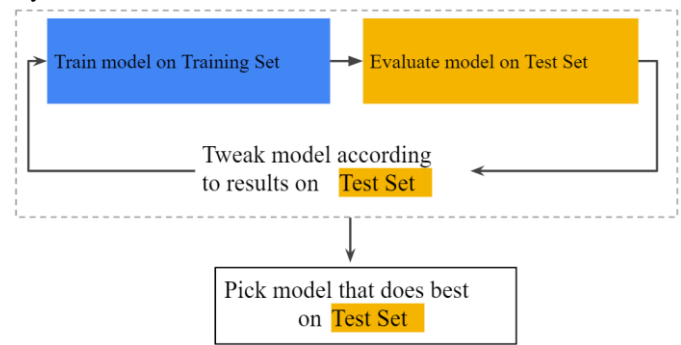 Train model on Training Set
Evaluate model on Test Set
Tweak model according
to results on Test Set
Pick model that does best
on Test Set